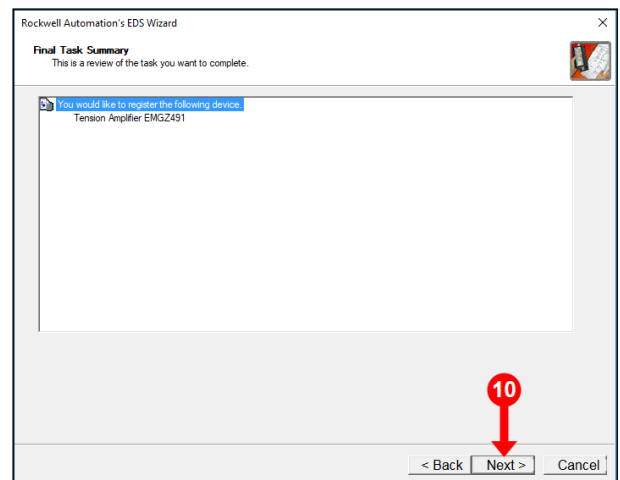 Rockwell Automation's EDS Wizard
Final Task Summary
This is a review of the task you want to complete.
You would like to register the following device.
Tension Amplifier EMGZ491
10
< Back Next > Cancel